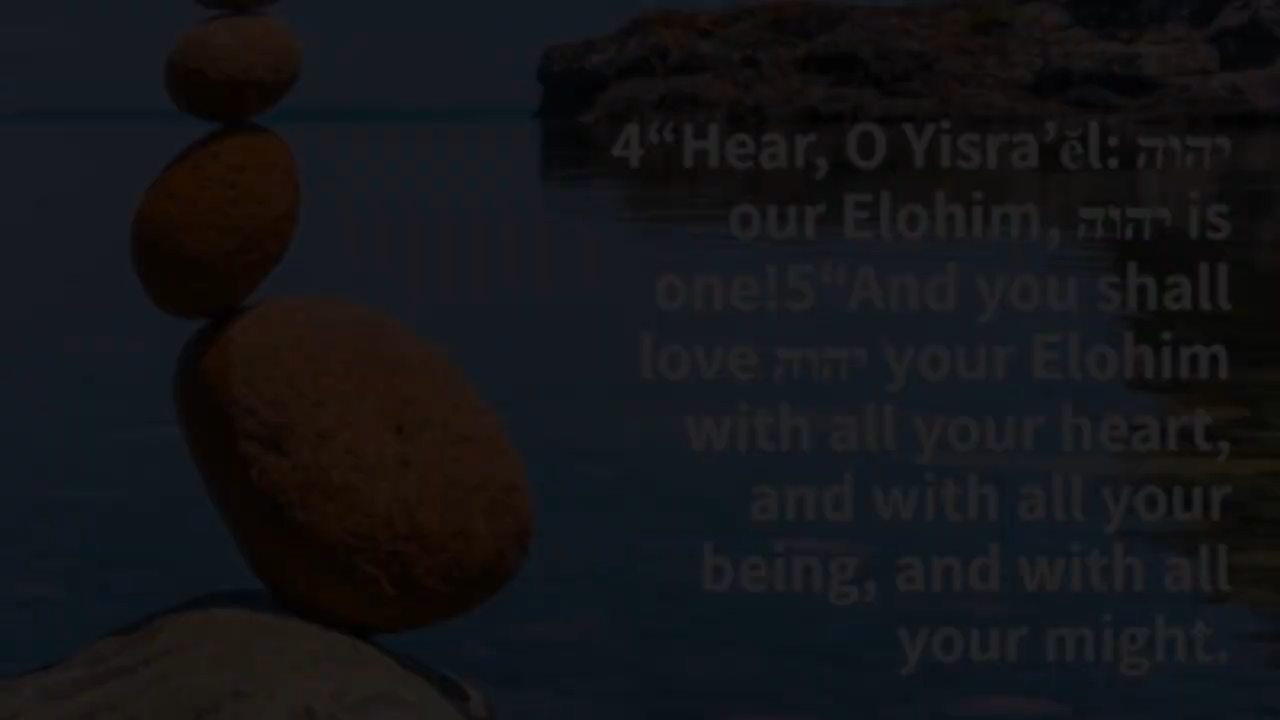 4“Hear, O Yisra’ĕl: יהוה
our Elohim, יהוה is
one!5“And you shall
love יהוה your Elohim
with all your heart,
and with all your
being, and with all
your might.